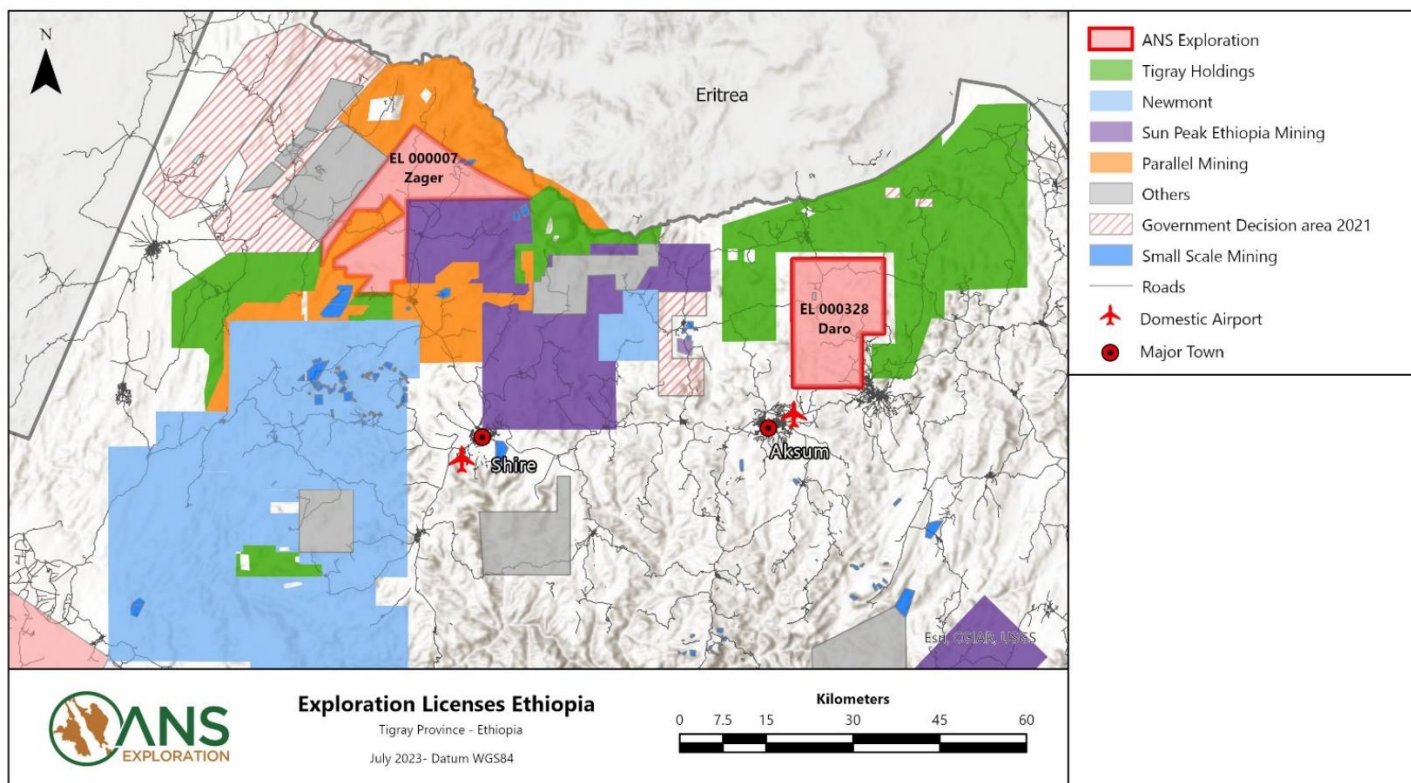 N
Eritrea
EL 000007
Zager
EL 000328
Daro
Shire
Aksum
Esri, CGIAR, USGS
ANS Exploration
Tigray Holdings
Newmont
Sun Peak Ethiopia Mining
Parallel Mining
Others
Government Decision area 2021
Small Scale Mining
Roads
Domestic Airport
Major Town
ANS
EXPLORATION
Exploration Licenses Ethiopia
Tigray Province - Ethiopia
July 2023- Datum WGS84
Kilometers
0 7.5 15 30 45 60